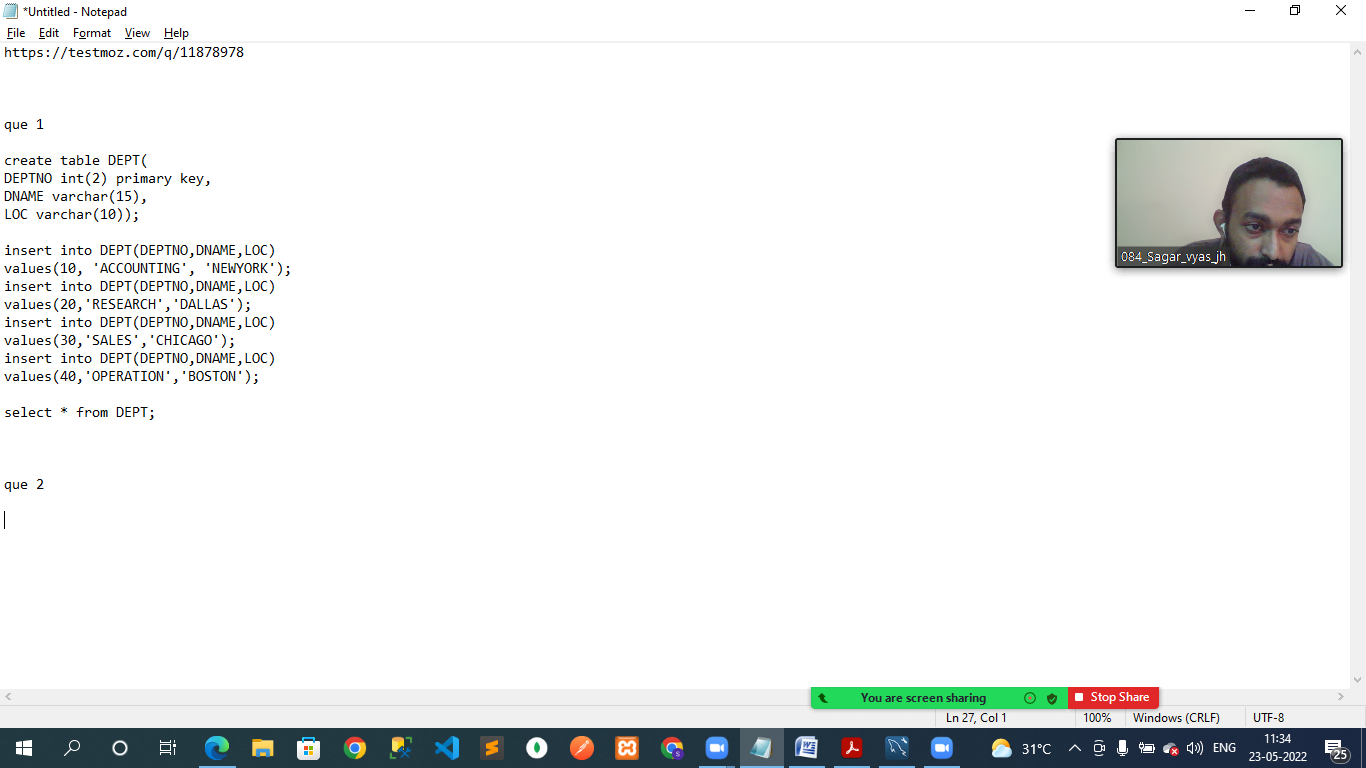 *Untitled - Notepad
File Edit Format View Help
https://testmoz.com/q/11878978
que 1
create table DEPT(
DEPTNO int(2) primary key,
DNAME varchar(15),
LOC varchar(10));
insert into DEPT(DEPTNO,DNAME,LOC)
values(10, 'ACCOUNTING', 'NEWYORK');
insert into DEPT(DEPTNO,DNAME,LOC)
values(20,'RESEARCH','DALLAS');
insert into DEPT(DEPTNO,DNAME,LOC)
values(30,'SALES','CHICAGO');
insert into DEPT(DEPTNO,DNAME,LOC)
values(40,'OPERATION','BOSTON');
select * from DEPT;
que 2
084_Sagar_vyas_jh
You are screen sharing Stop Share
Ln 27, Col 1 100% Windows (CRLF) UTF-8
31°C ENG 11:34
23-05-2022 25